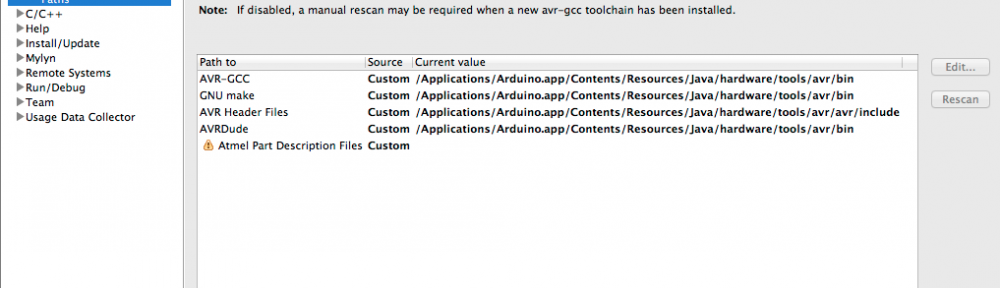 Paths
Note: If disabled, a manual rescan may be required when a new avr-gcc toolchain has been installed.
C/C++
Help
Install/Update
Mylyn
Remote Systems
Run/Debug
Team
Usage Data Collector
Path to Source Current value
AVR-GCC Custom /Applications/Arduino.app/Contents/Resources/Java/hardware/tools/avr/bin
GNU make Custom /Applications/Arduino.app/Contents/Resources/Java/hardware/tools/avr/bin
AVR Header Files Custom /Applications/Arduino.app/Contents/Resources/Java/hardware/tools/avr/avr/include
AVRDude Custom /Applications/Arduino.app/Contents/Resources/Java/hardware/tools/avr/bin
Atmel Part Description Files Custom
Edit...
Rescan